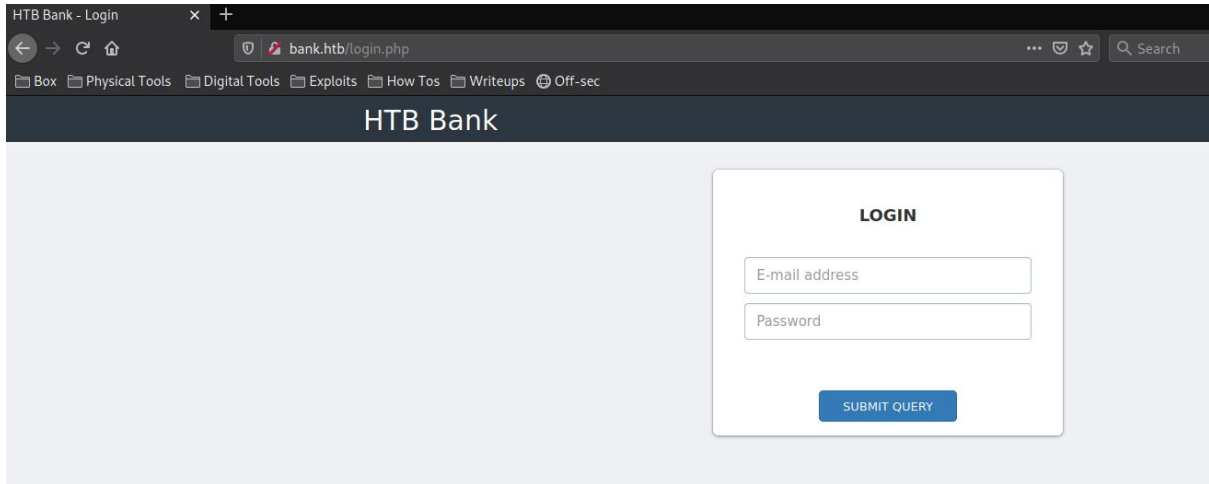 HTB Bank - Login
bank.htb/login.php
Search
Box Physical Tools Digital Tools Exploits How Tos Writeups Off-sec
HTB Bank
LOGIN
E-mail address
Password
SUBMIT QUERY